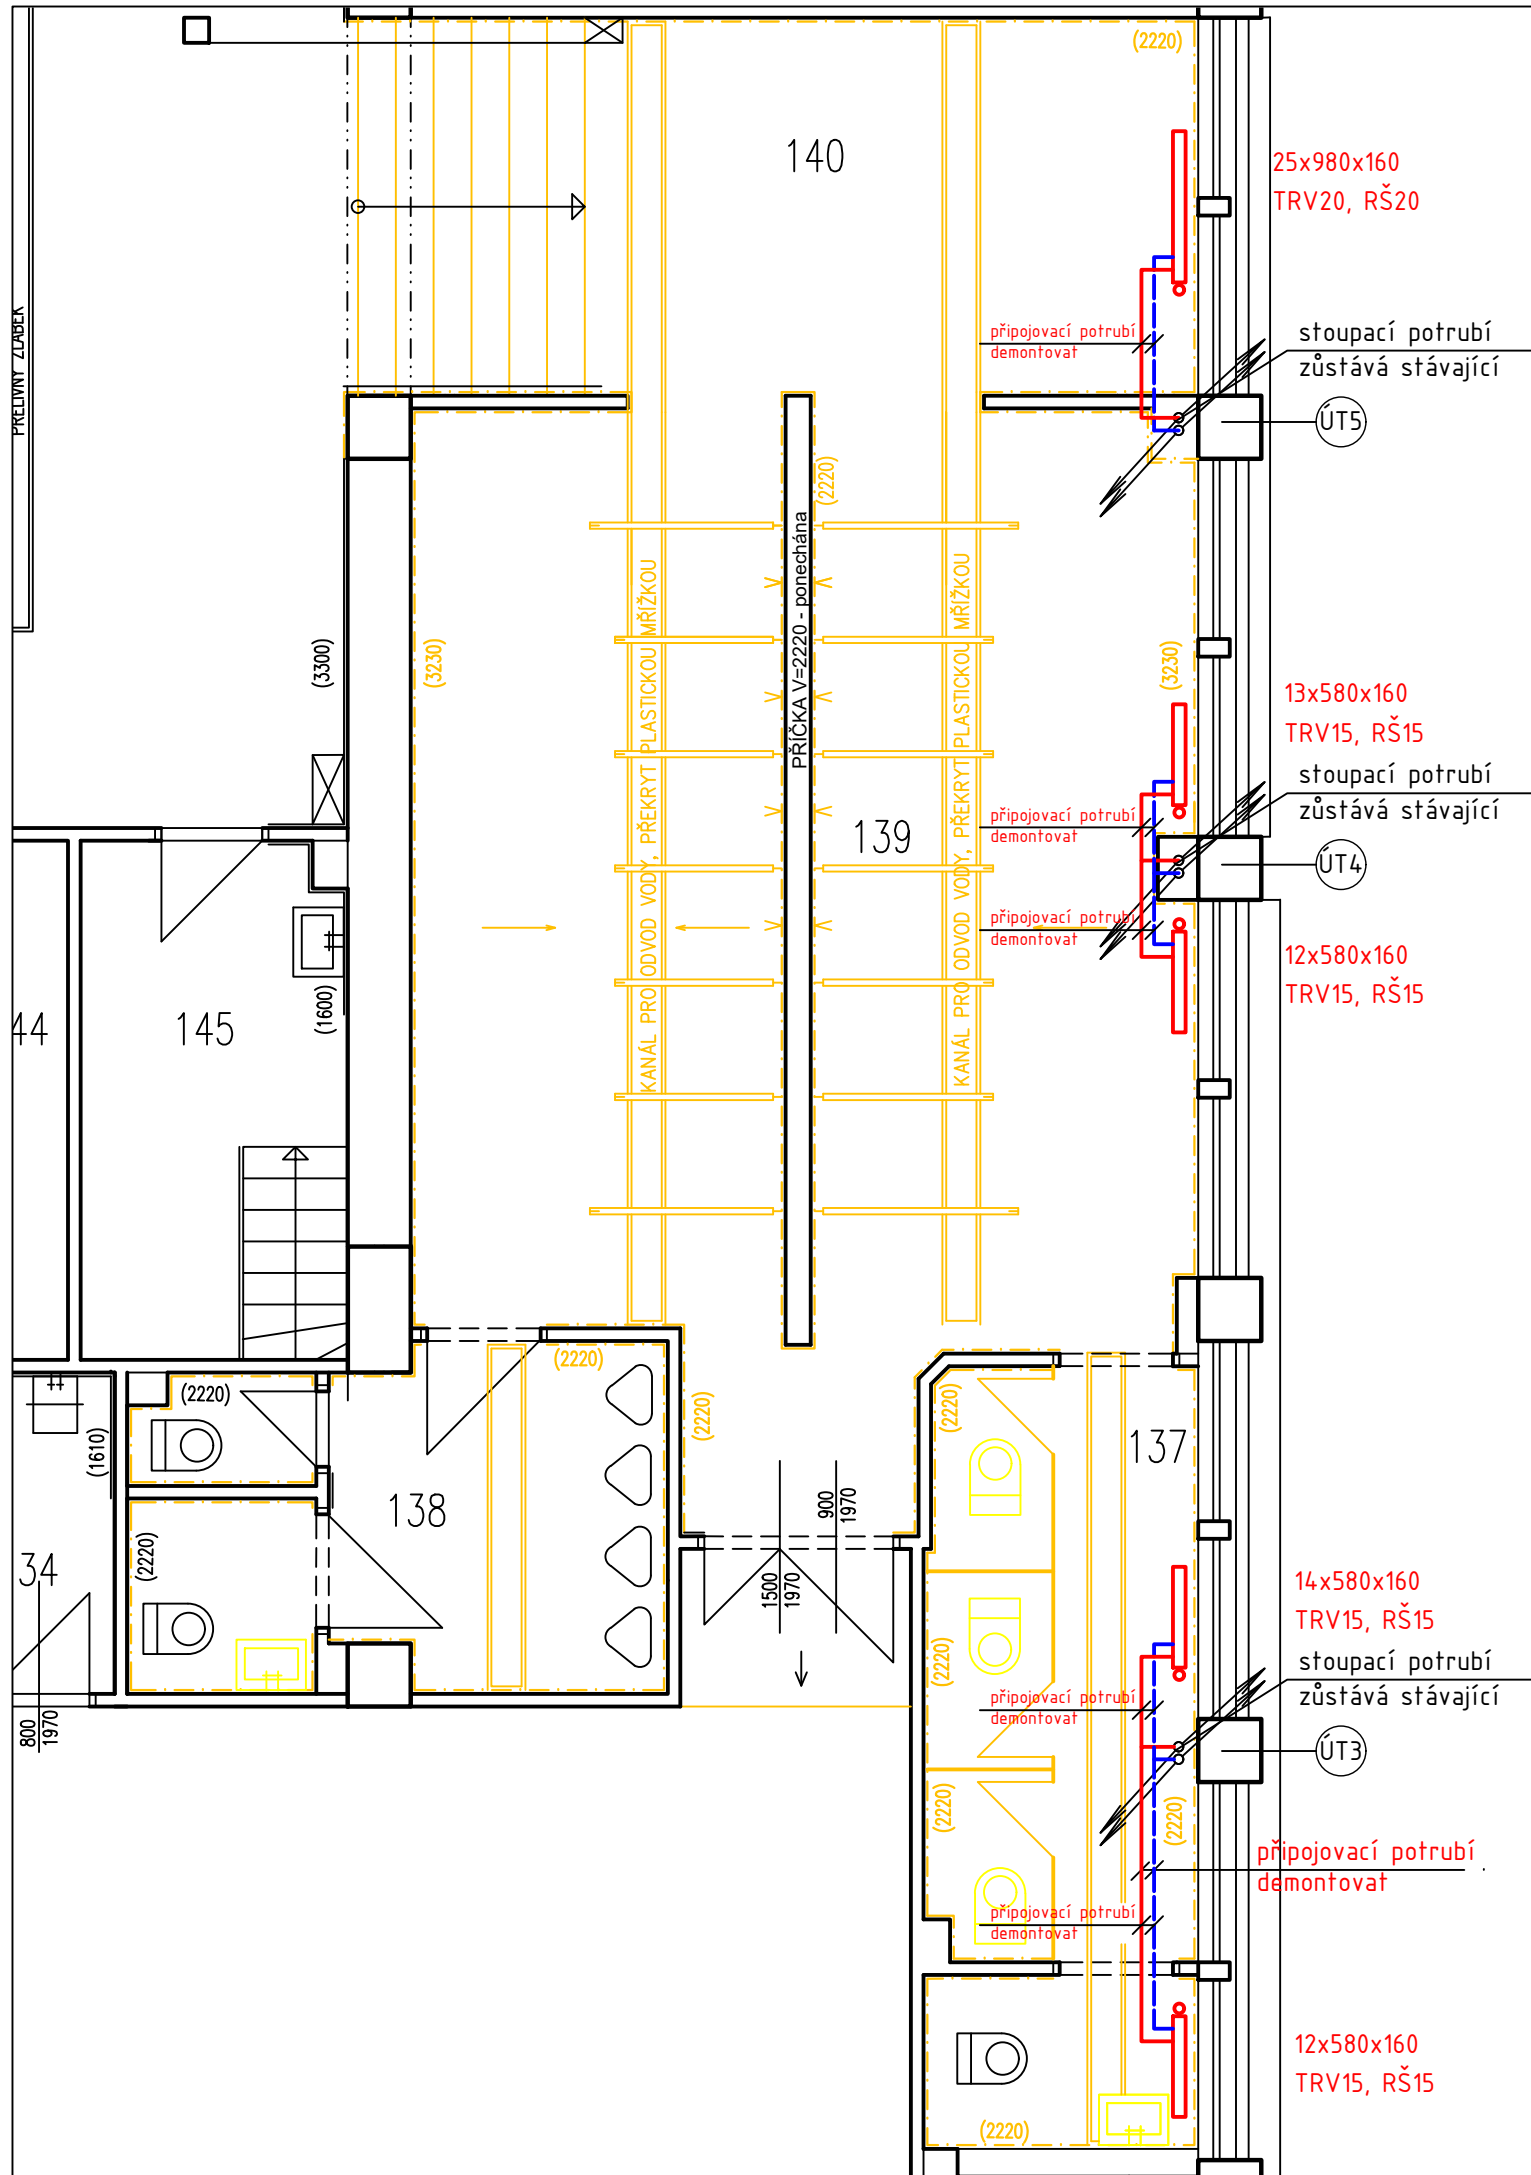 (2220)
140
25x980x160
TRV20, RŠ20
PŘELIVNÝ ŽLÁBEK
připojovací potrubí
demontovat
stoupací potrubí
zůstává stávající
ÚT5
(2220)
PŘÍČKA V=2220 - ponechána
KANÁL PRO ODVOD VODY, PŘEKRYT PLASTICKOU MŘÍŽKOU
KANÁL PRO ODVOD VODY, PŘEKRYT PLASTICKOU MŘÍŽKOU
(3300)
(3230)
(3230)
13x580x160
TRV15, RŠ15
stoupací potrubí
zůstává stávající
připojovací potrubí
demontovat
139
ÚT4
připojovací potrubí
demontovat
12x580x160
TRV15, RŠ15
44
145
(1600)
(2220)
(2220)
(2220)
(2220)
(1610)
137
138
900
1970
1500
1970
34
(2220)
14x580x160
TRV15, RŠ15
(2220)
stoupací potrubí
zůstává stávající
připojovací potrubí
demontovat
800
1970
ÚT3
(2220)
(2220)
připojovací potrubí
demontovat
připojovací potrubí
demontovat
12x580x160
TRV15, RŠ15
(2220)